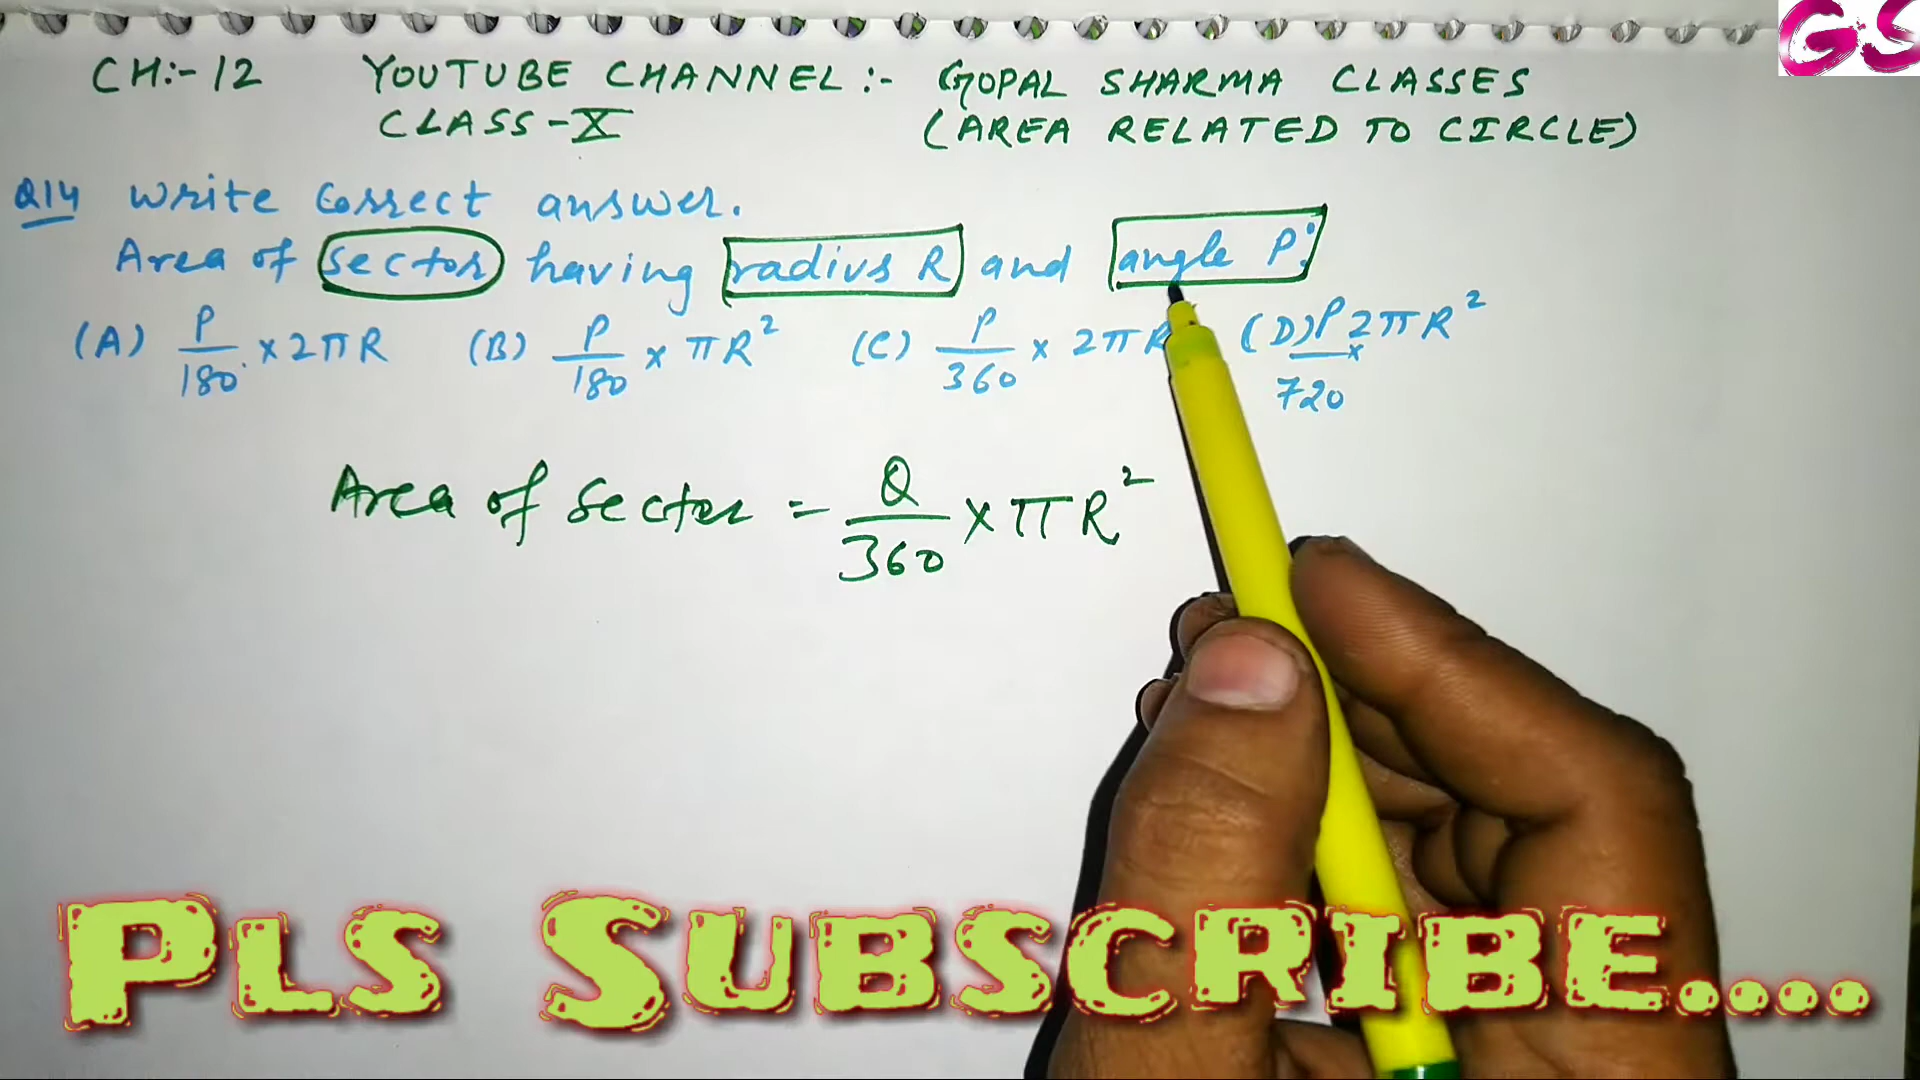 GS
CH:- 12 YOUTUBE CHANNEL :- GOPAL SHARMA CLASSES
CLASS - X (AREA RELATED TO CIRCLE)
Q14 Write Correct answer.
Area of sector having radius R and angle P:
(A) P/180 × 2πR (B) P/180 × πR² (C) P/360 × 2πR (D) P/720 × 2πR²
Area of Sector = Q/360 × πR²
PLS SUBSCRIBE....